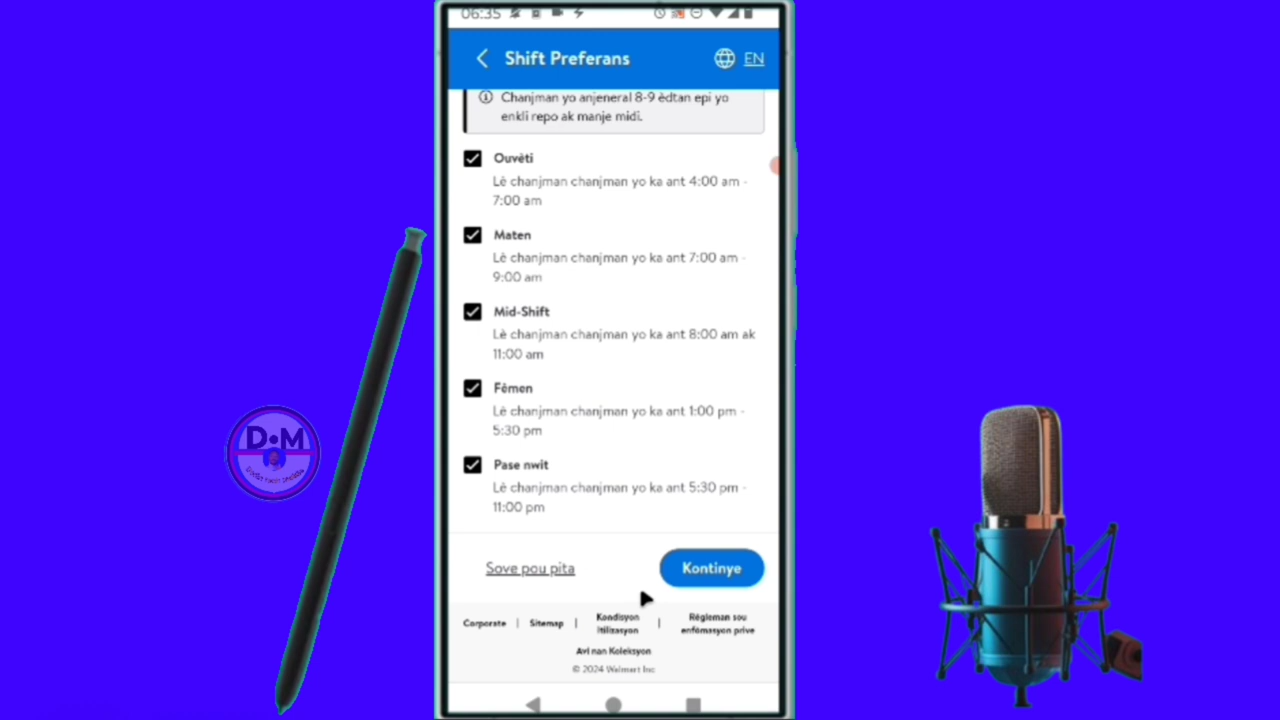 06:35
Shift Preferans
EN
Chanjman yo anjeneral 8-9 èdtan epi yo
enkli repo ak manje midi.
Ouvèti
Lè chanjman chanjman yo ka ant 4:00 am -
7:00 am
Maten
Lè chanjman chanjman yo ka ant 7:00 am -
9:00 am
Mid-Shift
Lè chanjman chanjman yo ka ant 8:00 am ak
11:00 am
Fèmen
Lè chanjman chanjman yo ka ant 1:00 pm -
5:30 pm
Pase nwit
Lè chanjman chanjman yo ka ant 5:30 pm -
11:00 pm
Sove pou pita
Kontinye
Corporate | Sitemap | Kondisyon Itilizasyon | Règleman sou enfòmasyon prive
Avi nan Koleksyon
© 2024 Walmart Inc
D•M